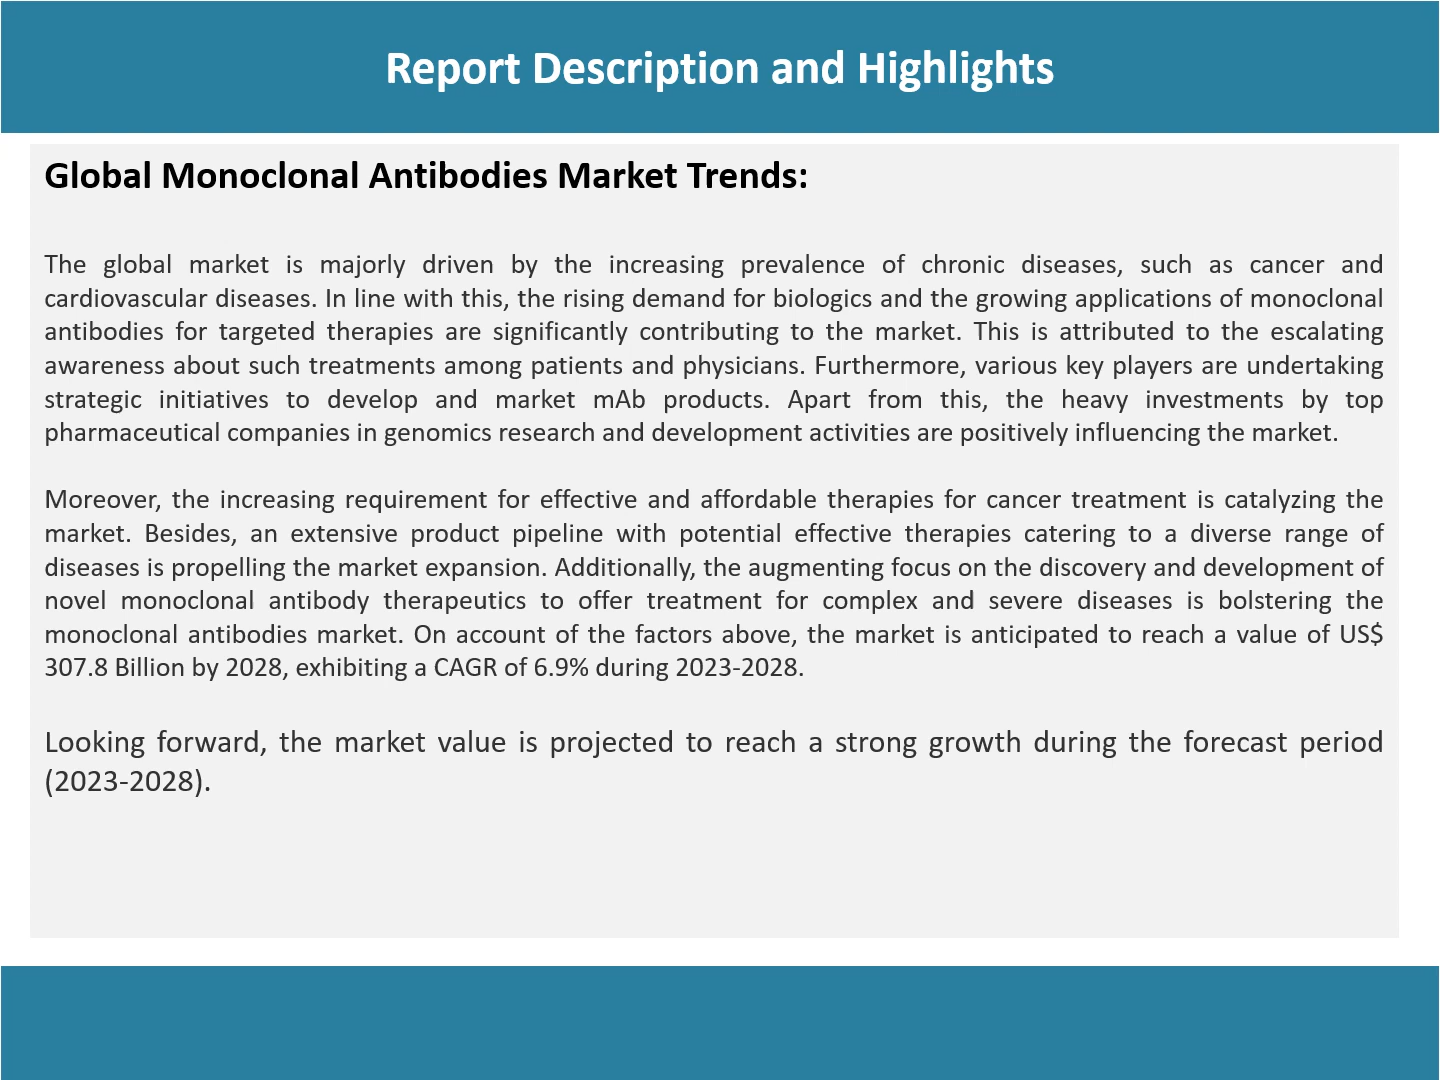 Report Description and Highlights
Global Monoclonal Antibodies Market Trends:
The global market is majorly driven by the increasing prevalence of chronic diseases, such as cancer and
cardiovascular diseases. In line with this, the rising demand for biologics and the growing applications of monoclonal
antibodies for targeted therapies are significantly contributing to the market. This is attributed to the escalating
awareness about such treatments among patients and physicians. Furthermore, various key players are undertaking
strategic initiatives to develop and market mAb products. Apart from this, the heavy investments by top
pharmaceutical companies in genomics research and development activities are positively influencing the market.
Moreover, the increasing requirement for effective and affordable therapies for cancer treatment is catalyzing the
market. Besides, an extensive product pipeline with potential effective therapies catering to a diverse range of
diseases is propelling the market expansion. Additionally, the augmenting focus on the discovery and development of
novel monoclonal antibody therapeutics to offer treatment for complex and severe diseases is bolstering the
monoclonal antibodies market. On account of the factors above, the market is anticipated to reach a value of US$
307.8 Billion by 2028, exhibiting a CAGR of 6.9% during 2023-2028.
Looking forward, the market value is projected to reach a strong growth during the forecast period
(2023-2028).